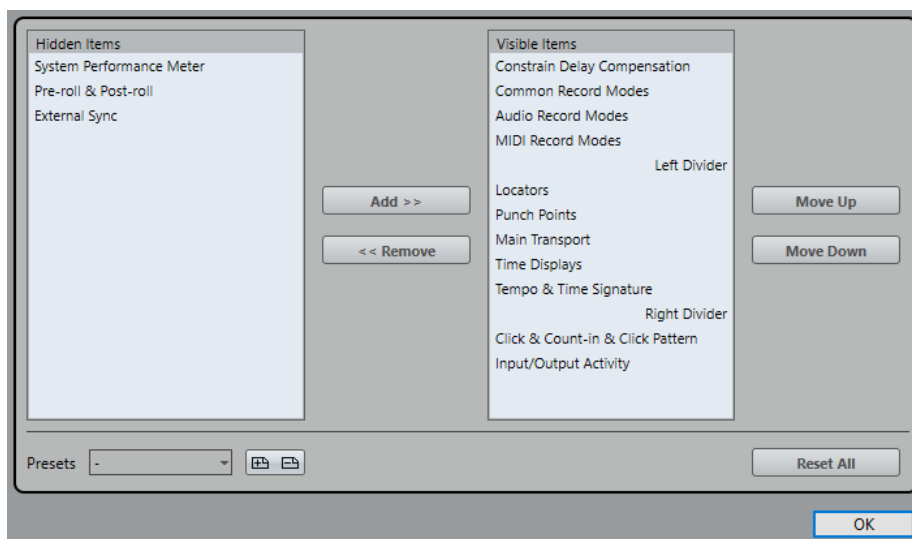 Hidden Items
System Performance Meter
Pre-roll & Post-roll
External Sync
Add >>
<< Remove
Visible Items
Constrain Delay Compensation
Common Record Modes
Audio Record Modes
MIDI Record Modes
Left Divider
Locators
Punch Points
Main Transport
Time Displays
Tempo & Time Signature
Right Divider
Click & Count-in & Click Pattern
Input/Output Activity
Move Up
Move Down
Presets -
Reset All
OK